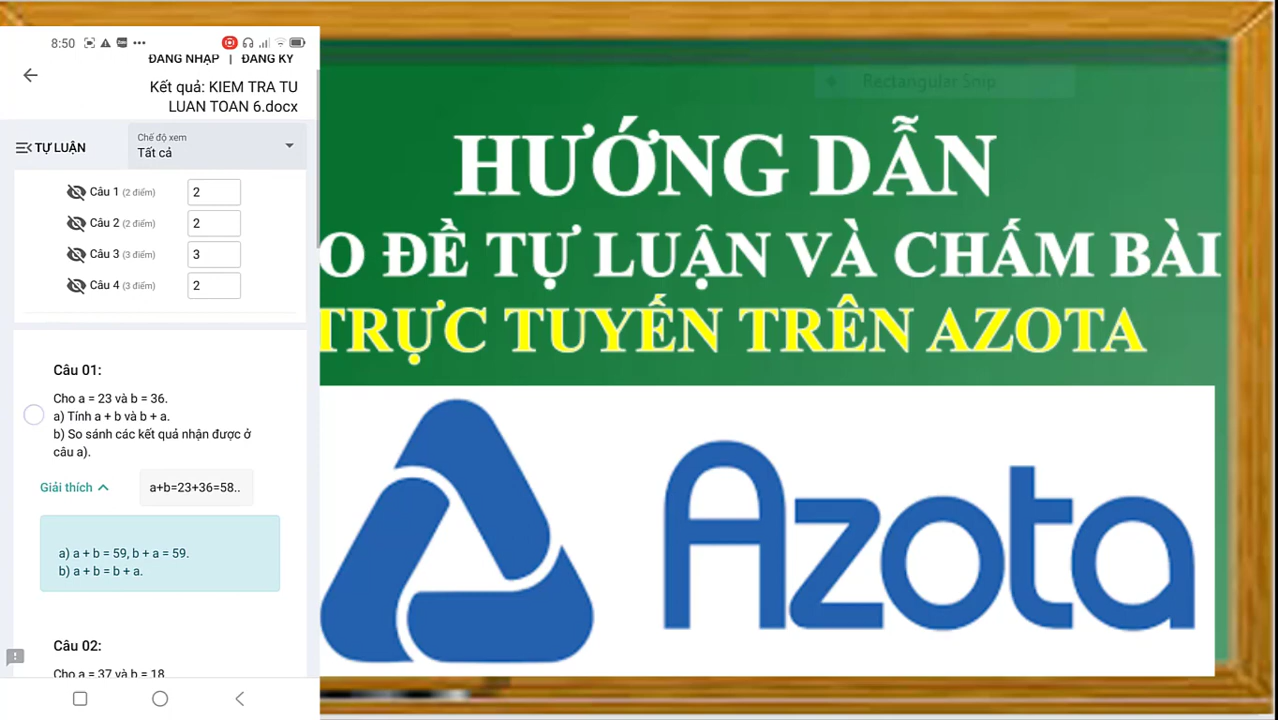 8:50
ĐĂNG NHẬP | ĐĂNG KÝ
Kết quả: KIEM TRA TU
LUAN TOAN 6.docx
TỰ LUẬN
Chế độ xem
Tất cả
Câu 1 (2 điểm) 2
Câu 2 (2 điểm) 2
Câu 3 (3 điểm) 3
Câu 4 (3 điểm) 2
Câu 01:
Cho a = 23 và b = 36.
a) Tính a + b và b + a.
b) So sánh các kết quả nhận được ở
câu a).
Giải thích
a+b=23+36=58..
a) a + b = 59, b + a = 59.
b) a + b = b + a.
Câu 02:
Cho a = 37 và b = 18
Rectangular Snip
HƯỚNG DẪN
O ĐỀ TỰ LUẬN VÀ CHẤM BÀI
TRỰC TUYẾN TRÊN AZOTA
Azota